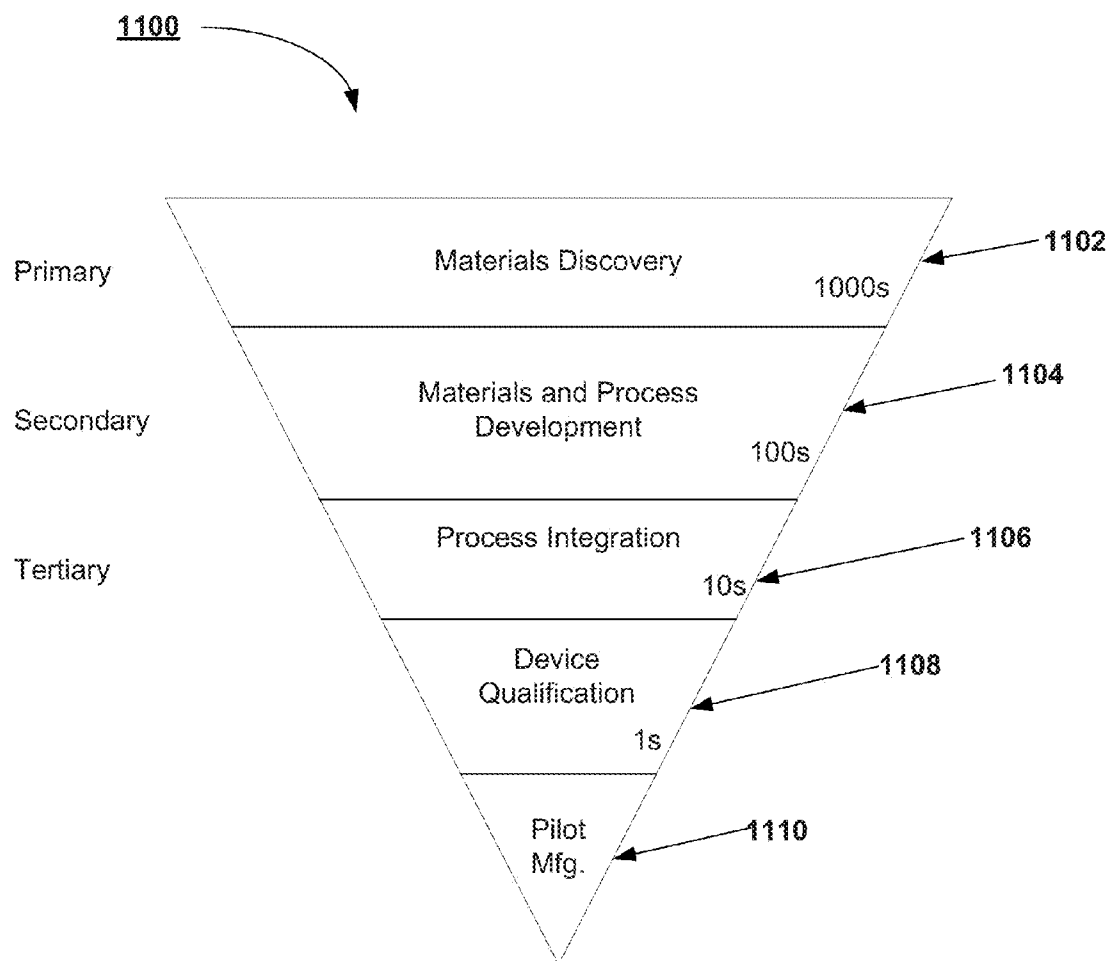 1100
Primary
Materials Discovery
1000s
1102
Secondary
Materials and Process
Development
100s
1104
Tertiary
Process Integration
10s
1106
Device
Qualification
1s
1108
Pilot
Mfg.
1110